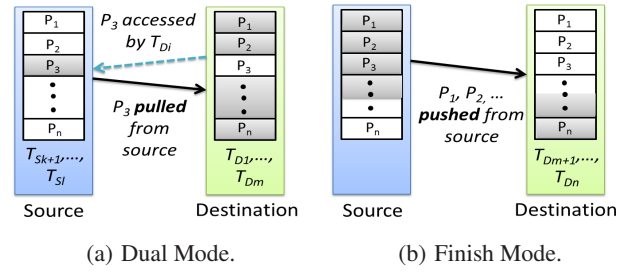 P1
P2
P3
Pn
TSk+1,...,
TSl
Source
P3 accessed
by TDi
P3 pulled
from
source
P1
P2
P3
Pn
TD1,...,
TDm
Destination
(a) Dual Mode.
P1
P2
P3
Pn
Source
P1, P2, ...
pushed from
source
P1
P2
P3
Pn
TDm+1,...,
TDn
Destination
(b) Finish Mode.